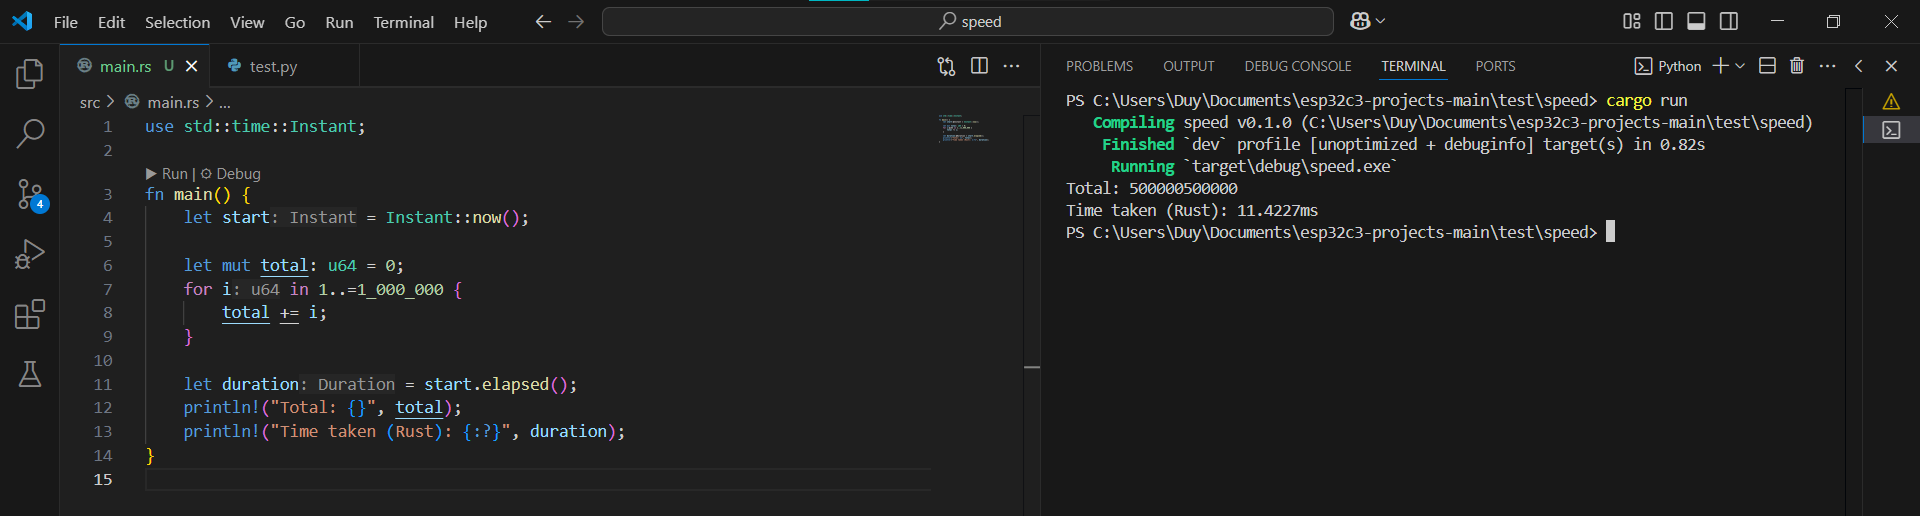 File Edit Selection View Go Run Terminal Help
speed
main.rs U
test.py
src > main.rs > ...
1 use std::time::Instant;
2
Run | Debug
3 fn main() {
4 let start: Instant = Instant::now();
5
6 let mut total: u64 = 0;
7 for i: u64 in 1..=1_000_000 {
8 total += i;
9 }
10
11 let duration: Duration = start.elapsed();
12 println!("Total: {}", total);
13 println!("Time taken (Rust): {:?}", duration);
14 }
15
4
PROBLEMS OUTPUT DEBUG CONSOLE TERMINAL PORTS
Python
PS C:\Users\Duy\Documents\esp32c3-projects-main\test\speed> cargo run
Compiling speed v0.1.0 (C:\Users\Duy\Documents\esp32c3-projects-main\test\speed)
Finished `dev` profile [unoptimized + debuginfo] target(s) in 0.82s
Running `target\debug\speed.exe`
Total: 500000500000
Time taken (Rust): 11.4227ms
PS C:\Users\Duy\Documents\esp32c3-projects-main\test\speed>